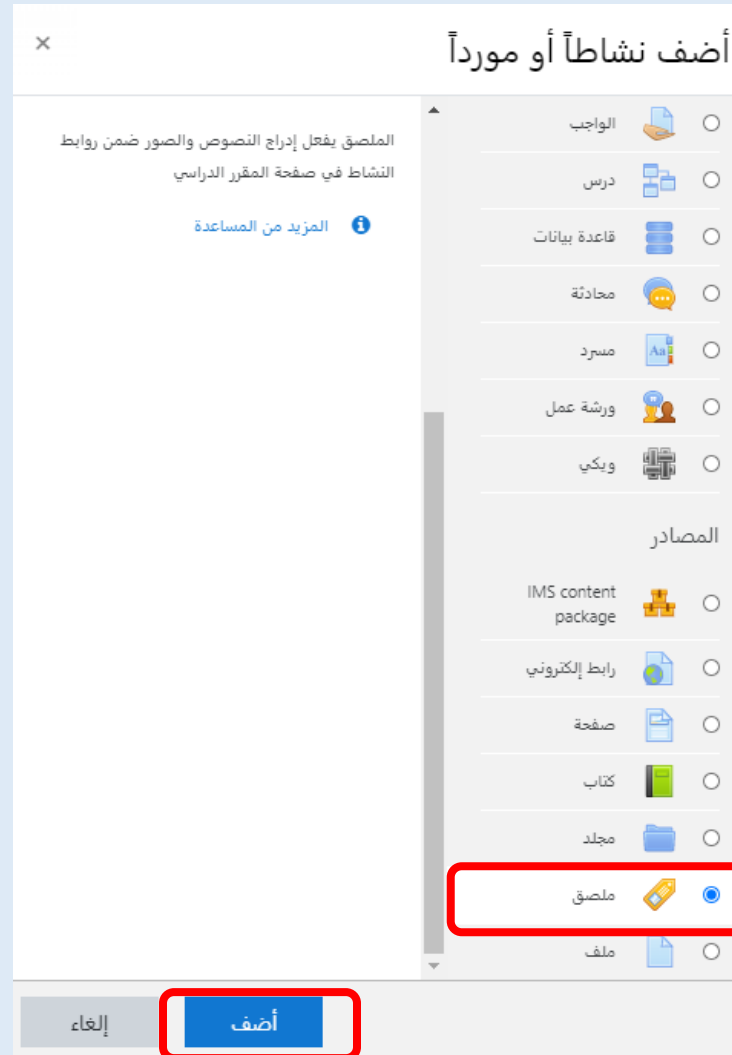 أضف نشاطاً أو مورداً
×
الواجب
درس
قاعدة بيانات
محادثة
مسرد
ورشة عمل
ويكي
المصادر
IMS content
package
رابط إلكتروني
صفحة
كتاب
مجلد
ملصق
ملف
الملصق يفعل إدراج النصوص والصور ضمن روابط
النشاط في صفحة المقرر الدراسي
المزيد من المساعدة
أضف
إلغاء